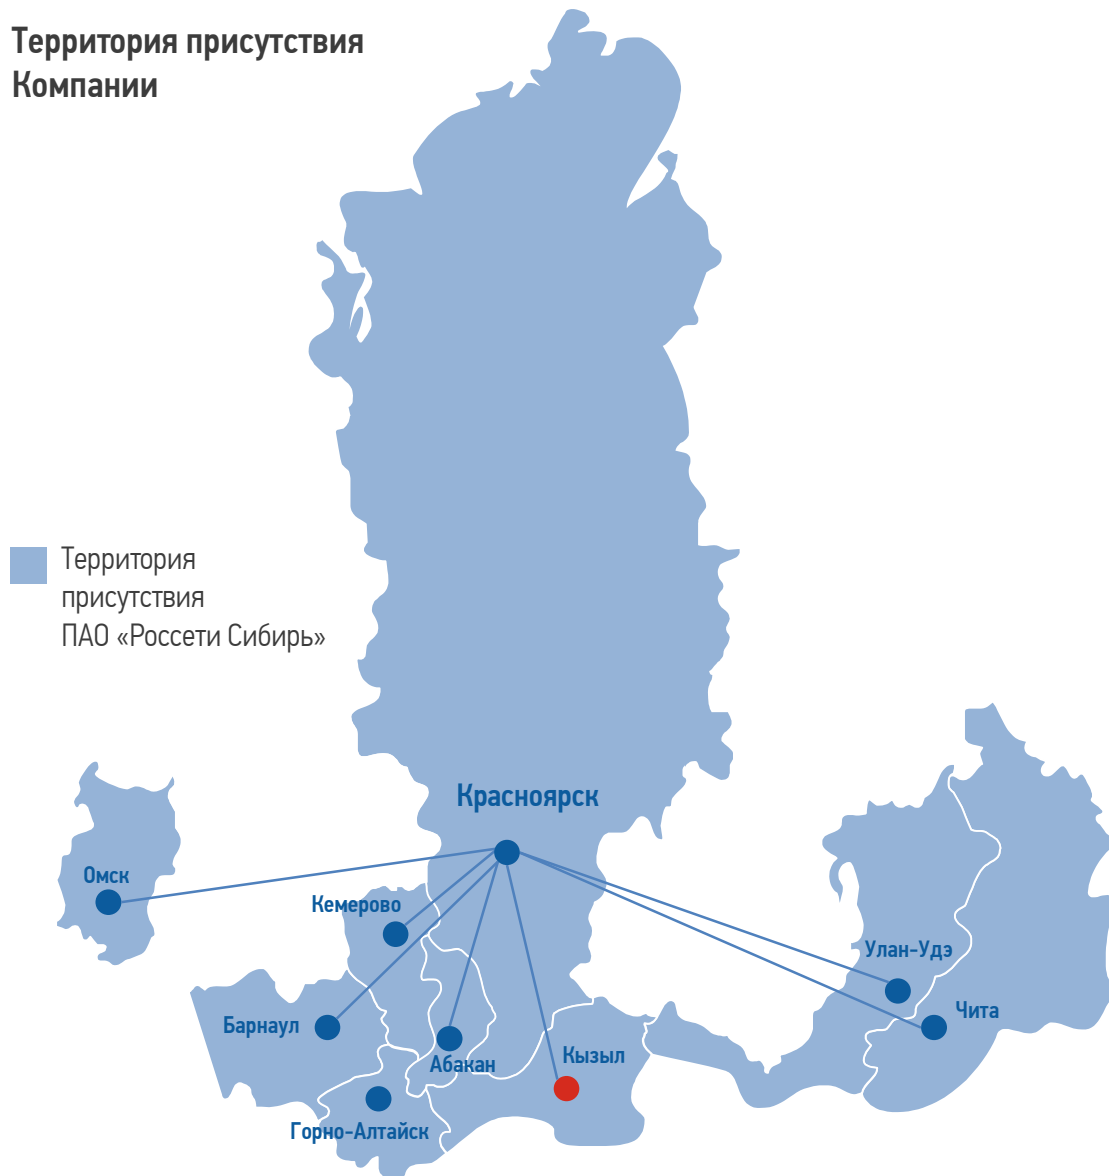 Территория присутствия
Компании
Территория
присутствия
ПАО «Россети Сибирь»
Красноярск
Омск
Кемерово
Улан-Удэ
Чита
Барнаул
Абакан
Кызыл
Горно-Алтайск